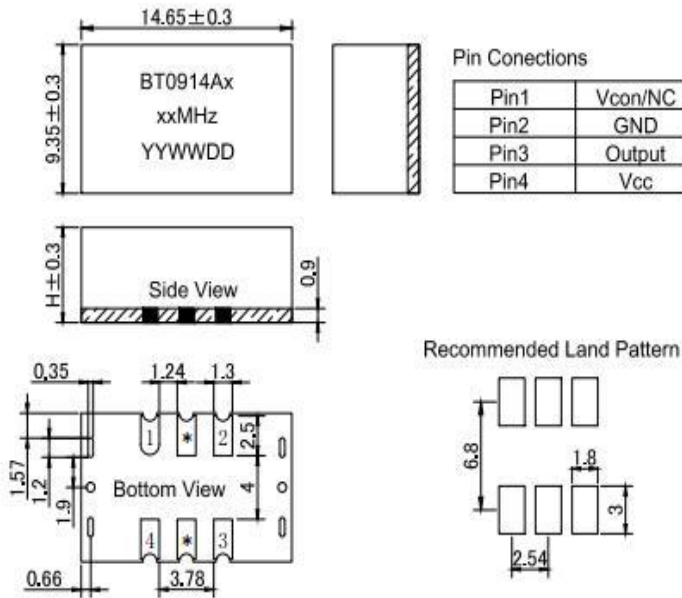 14.65±0.3
9.35±0.3
BT0914Ax
xxMHz
YYWWDD
Pin Conections
Pin1 Vcon/NC
Pin2 GND
Pin3 Output
Pin4 Vcc
H±0.3
Side View
0.9
Recommended Land Pattern
0.35
1.24
1.3
1 * 2
2.5
1.57
1.2
1.9
Bottom View
4
4 * 3
0.66
3.78
6.8
1.8
3
2.54